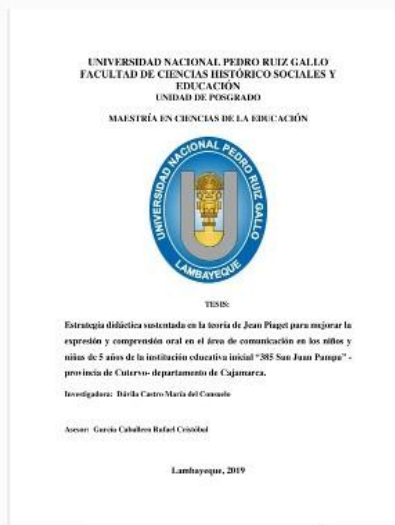 UNIVERSIDAD NACIONAL PEDRO RUIZ GALLO
FACULTAD DE CIENCIAS HISTÓRICO SOCIALES Y
EDUCACIÓN
UNIDAD DE POSGRADO
MAESTRÍA EN CIENCIAS DE LA EDUCACIÓN
UNIVERSIDAD NACIONAL PEDRO RUIZ GALLO
LAMBAYEQUE
TESIS:
Estrategia didáctica sustentada en la teoría de Jean Piaget para mejorar la
expresión y comprensión oral en el área de comunicación en los niños y
niñas de 5 años de la institución educativa inicial “385 San Juan Pampa” -
provincia de Cutervo- departamento de Cajamarca.
Investigadora: Dávila Castro María del Consuelo
Asesor: García Caballero Rafael Cristóbal
Lambayeque, 2019